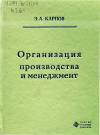 Э.А. КАРПОВ
Организация
производства
и менеджмент